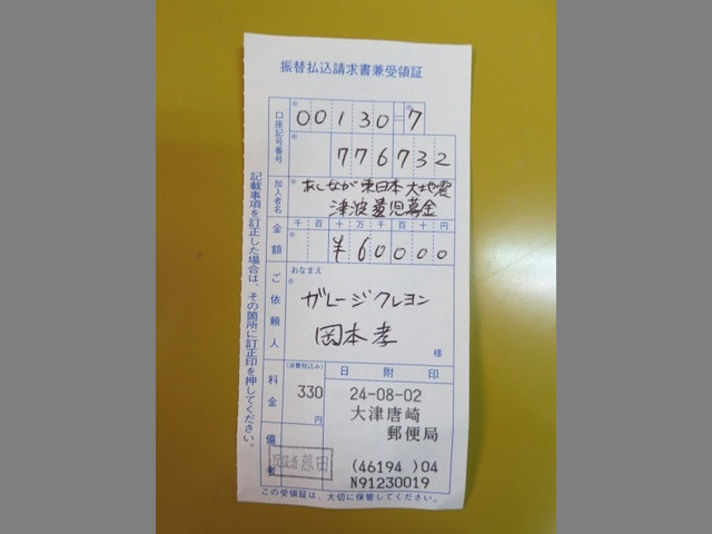 振替払込請求書兼受領証
口座記号番号
※
00130
※
7
※
776732
加入者名
※
あしなが東日本大地震
津波遺児募金
金額
千百十万千百十円
※
¥60000
ご依頼人
おなまえ
ガレージクレヨン
岡本孝
様
料金
(消費税込み)
330
円
日附印
24-08-02
大津唐崎
郵便局
(46194 )04
N91230019
備考
取扱者 藤田
記載事項を訂正した場合は、その箇所に訂正印を押してください。
この受領証は、大切に保管してください。